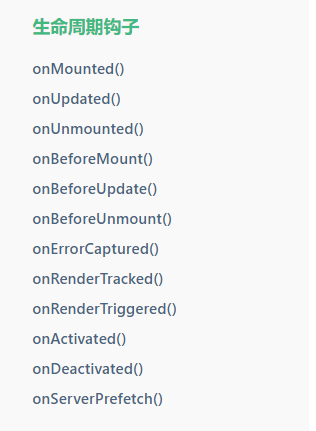 生命周期钩子
onMounted()
onUpdated()
onUnmounted()
onBeforeMount()
onBeforeUpdate()
onBeforeUnmount()
onErrorCaptured()
onRenderTracked()
onRenderTriggered()
onActivated()
onDeactivated()
onServerPrefetch()